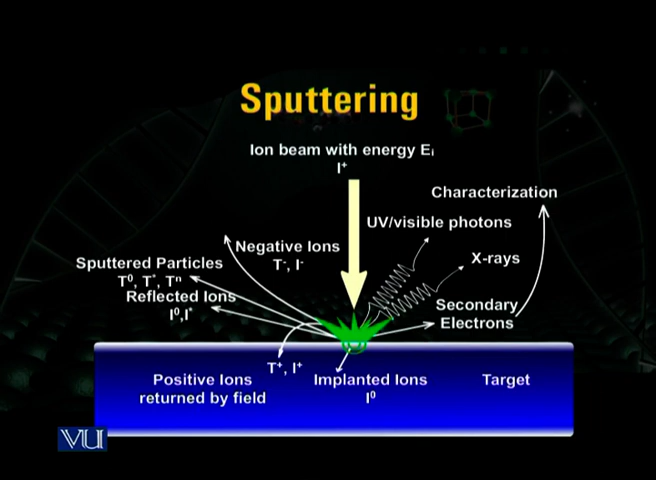 Sputtering
Ion beam with energy Eᵢ
I⁺
Characterization
UV/visible photons
Negative Ions
T⁻, I⁻
X-rays
Sputtered Particles
T⁰, T*, Tⁿ
Reflected Ions
I⁰,I*
Secondary
Electrons
T⁺, I⁺
Positive Ions
returned by field
Implanted Ions
I⁰
Target
VU